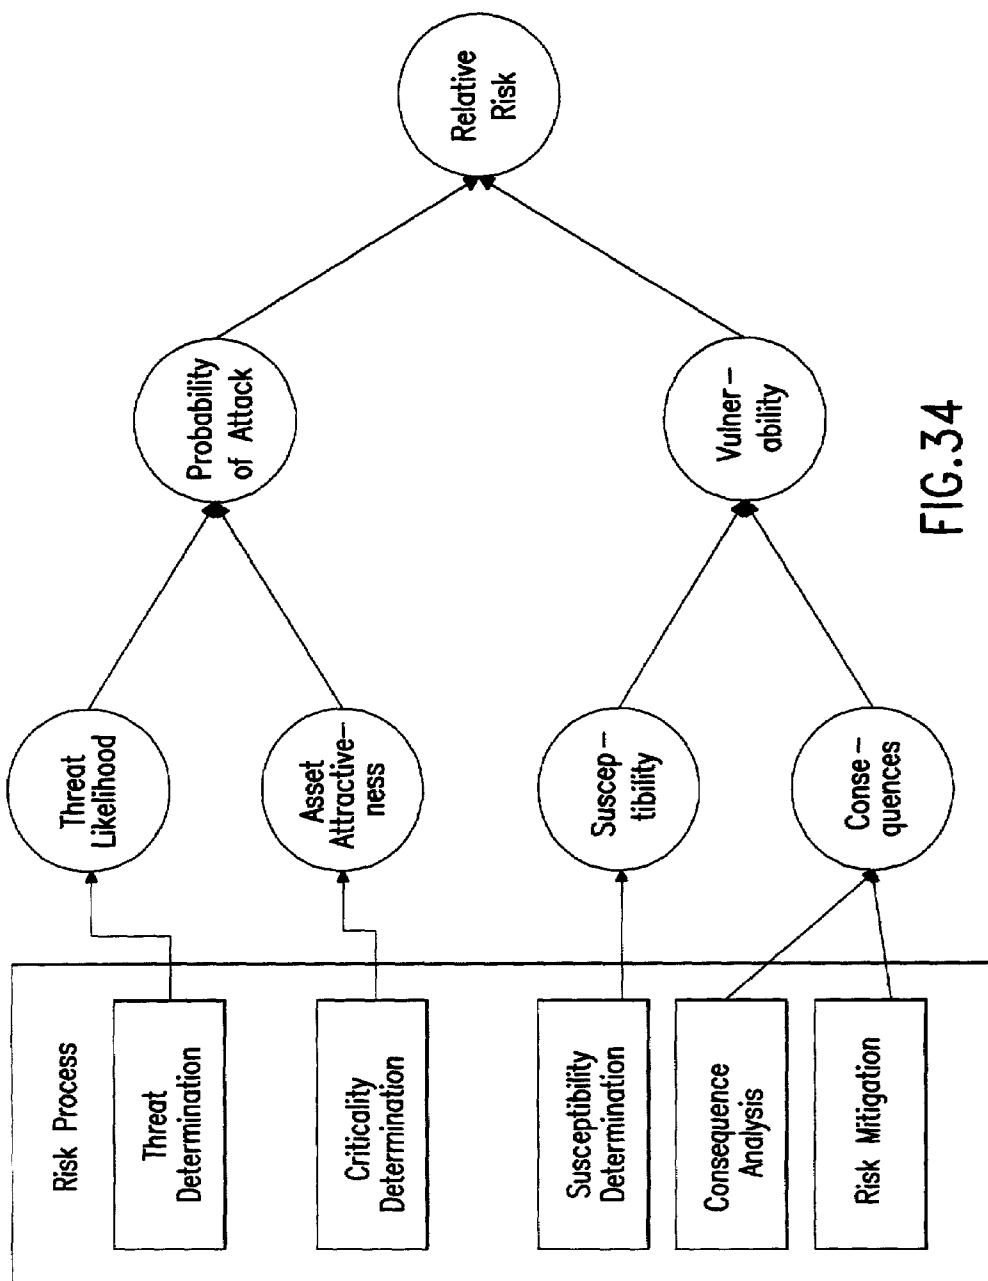 Risk Process
Threat
Determination
Criticality
Determination
Susceptibility
Determination
Consequence
Analysis
Risk Mitigation
Threat
Likelihood
Asset
Attractive–
ness
Suscep–
tibility
Conse–
quences
Probability
of Attack
Vulner–
ability
Relative
Risk
FIG.34